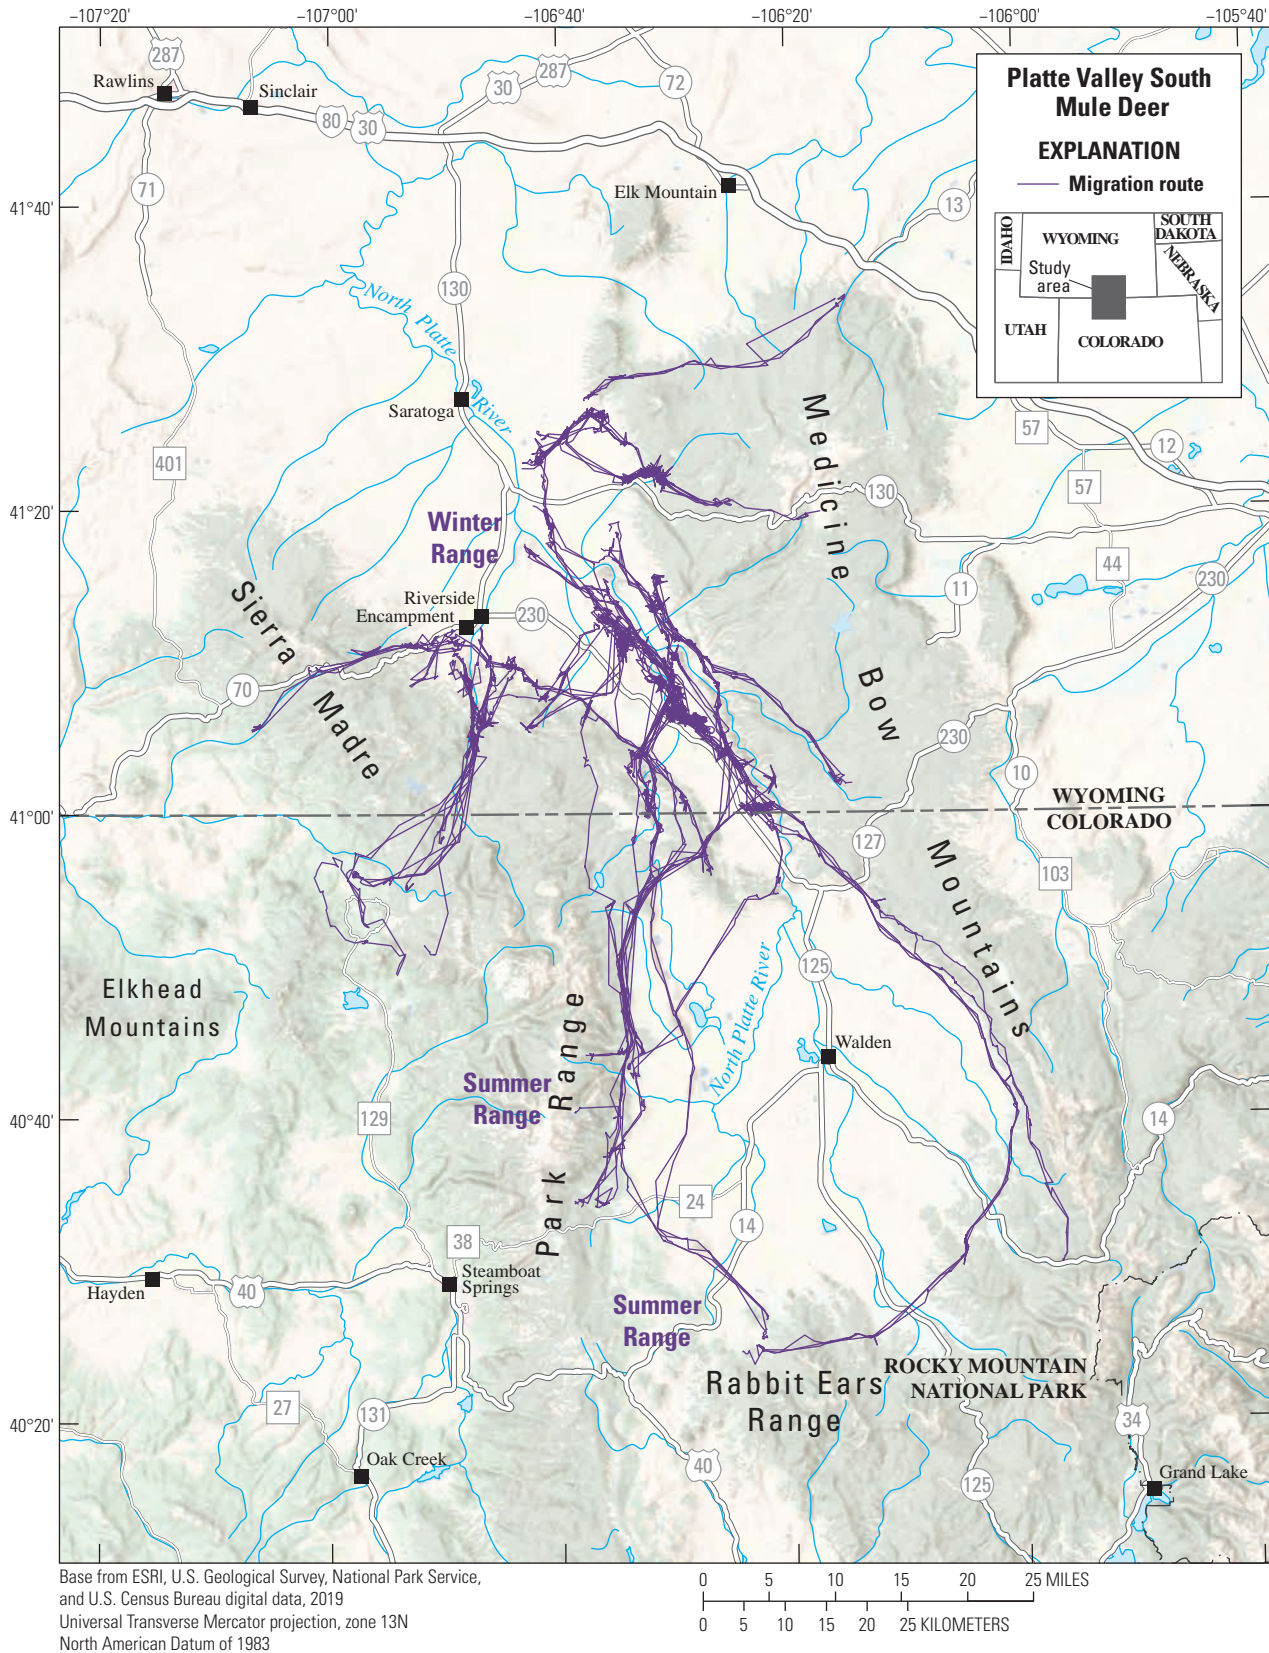 −107°20'
−107°00'
−106°40'
−106°20'
−106°00'
−105°40'
287
Rawlins
Sinclair
30
287
72
80
30
71
Elk Mountain
13
41°40'
130
North Platte
River
Saratoga
401
57
12
57
130
41°20'
Winter
Range
Medicine
Bow
Mountains
44
11
230
Sierra
Madre
Riverside
Encampment
230
70
230
10
WYOMING
COLORADO
41°00'
127
103
Elkhead
Mountains
125
North Platte River
Walden
Park Range
Summer
Range
40°40'
129
14
24
14
38
Steamboat
Springs
Hayden
40
Summer
Range
Rabbit Ears
Range
ROCKY MOUNTAIN
NATIONAL PARK
27
131
40°20'
34
Oak Creek
40
125
Grand Lake
Platte Valley South
Mule Deer
EXPLANATION
Migration route
IDAHO
WYOMING
SOUTH
DAKOTA
NEBRASKA
Study
area
UTAH
COLORADO
Base from ESRI, U.S. Geological Survey, National Park Service,
and U.S. Census Bureau digital data, 2019
Universal Transverse Mercator projection, zone 13N
North American Datum of 1983
0 5 10 15 20 25 MILES
0 5 10 15 20 25 KILOMETERS